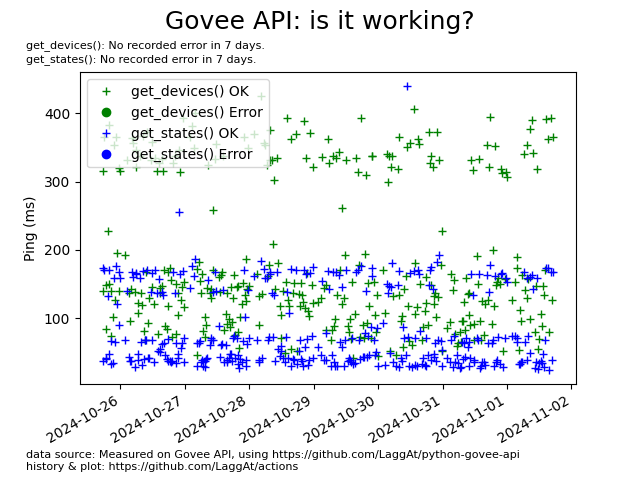 Govee API: is it working?
get_devices(): No recorded error in 7 days.
get_states(): No recorded error in 7 days.
get_devices() OK
get_devices() Error
get_states() OK
get_states() Error
Ping (ms)
400
300
200
100
2024-10-26
2024-10-27
2024-10-28
2024-10-29
2024-10-30
2024-10-31
2024-11-01
2024-11-02
data source: Measured on Govee API, using https://github.com/LaggAt/python-govee-api
history & plot: https://github.com/LaggAt/actions